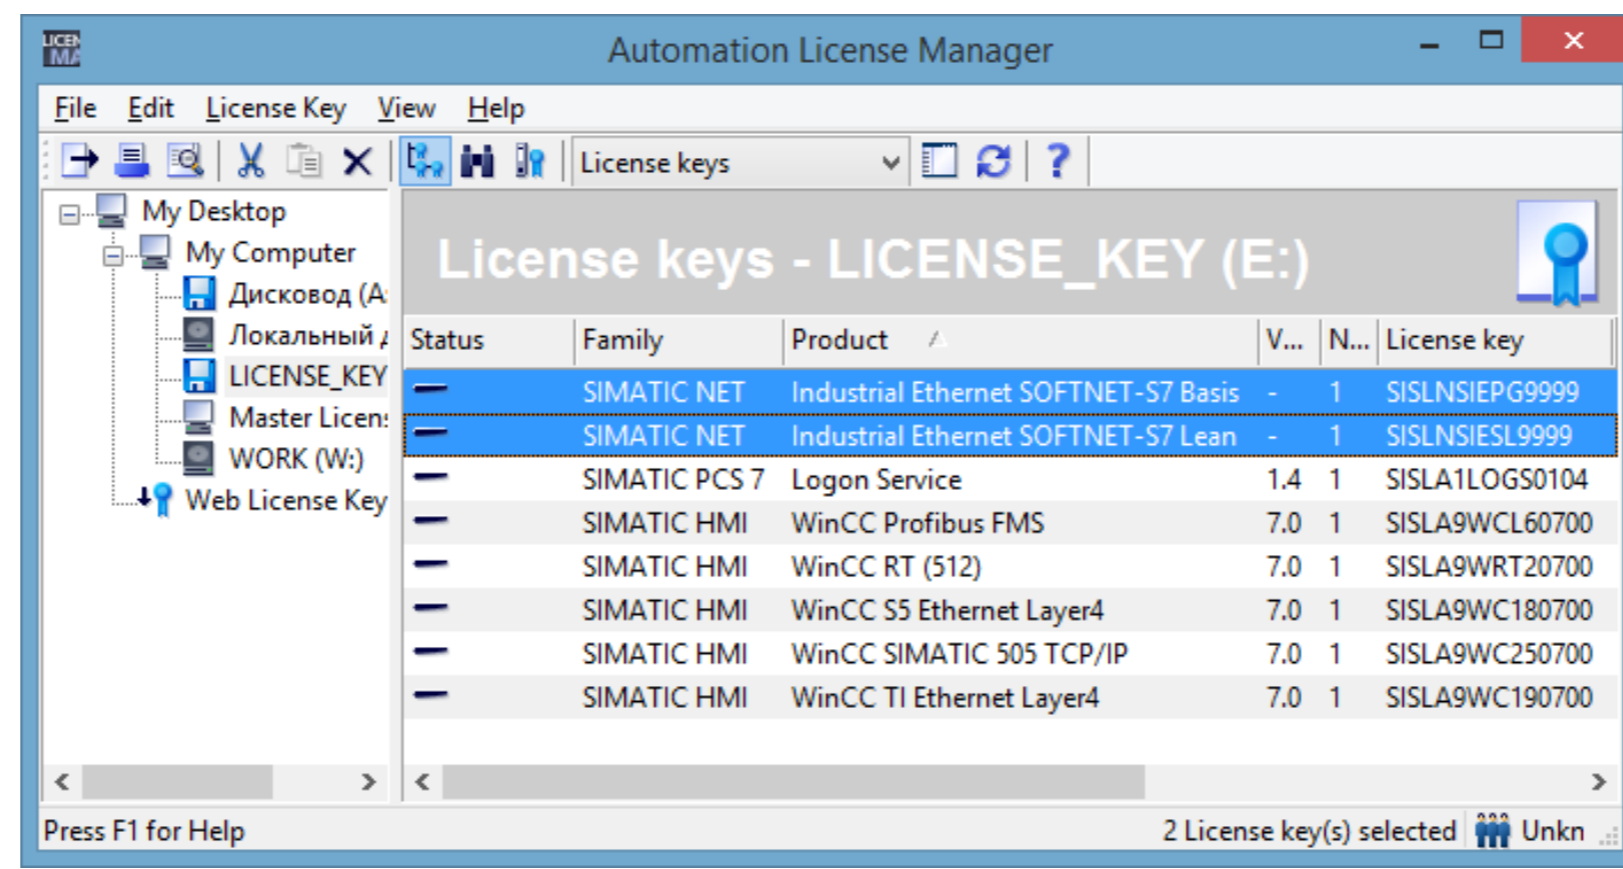 LICEN
MA
Automation License Manager
File Edit License Key View Help
License keys
My Desktop
My Computer
Дисковод (A:
Локальный д
LICENSE_KEY
Master Licens
WORK (W:)
Web License Key
License keys - LICENSE_KEY (E:)
Status Family Product V... N... License key
SIMATIC NET Industrial Ethernet SOFTNET-S7 Basis - 1 SISLNSIEPG9999
SIMATIC NET Industrial Ethernet SOFTNET-S7 Lean - 1 SISLNSIESL9999
SIMATIC PCS 7 Logon Service 1.4 1 SISLA1LOGS0104
SIMATIC HMI WinCC Profibus FMS 7.0 1 SISLA9WCL60700
SIMATIC HMI WinCC RT (512) 7.0 1 SISLA9WRT20700
SIMATIC HMI WinCC S5 Ethernet Layer4 7.0 1 SISLA9WC180700
SIMATIC HMI WinCC SIMATIC 505 TCP/IP 7.0 1 SISLA9WC250700
SIMATIC HMI WinCC TI Ethernet Layer4 7.0 1 SISLA9WC190700
Press F1 for Help 2 License key(s) selected Unkn